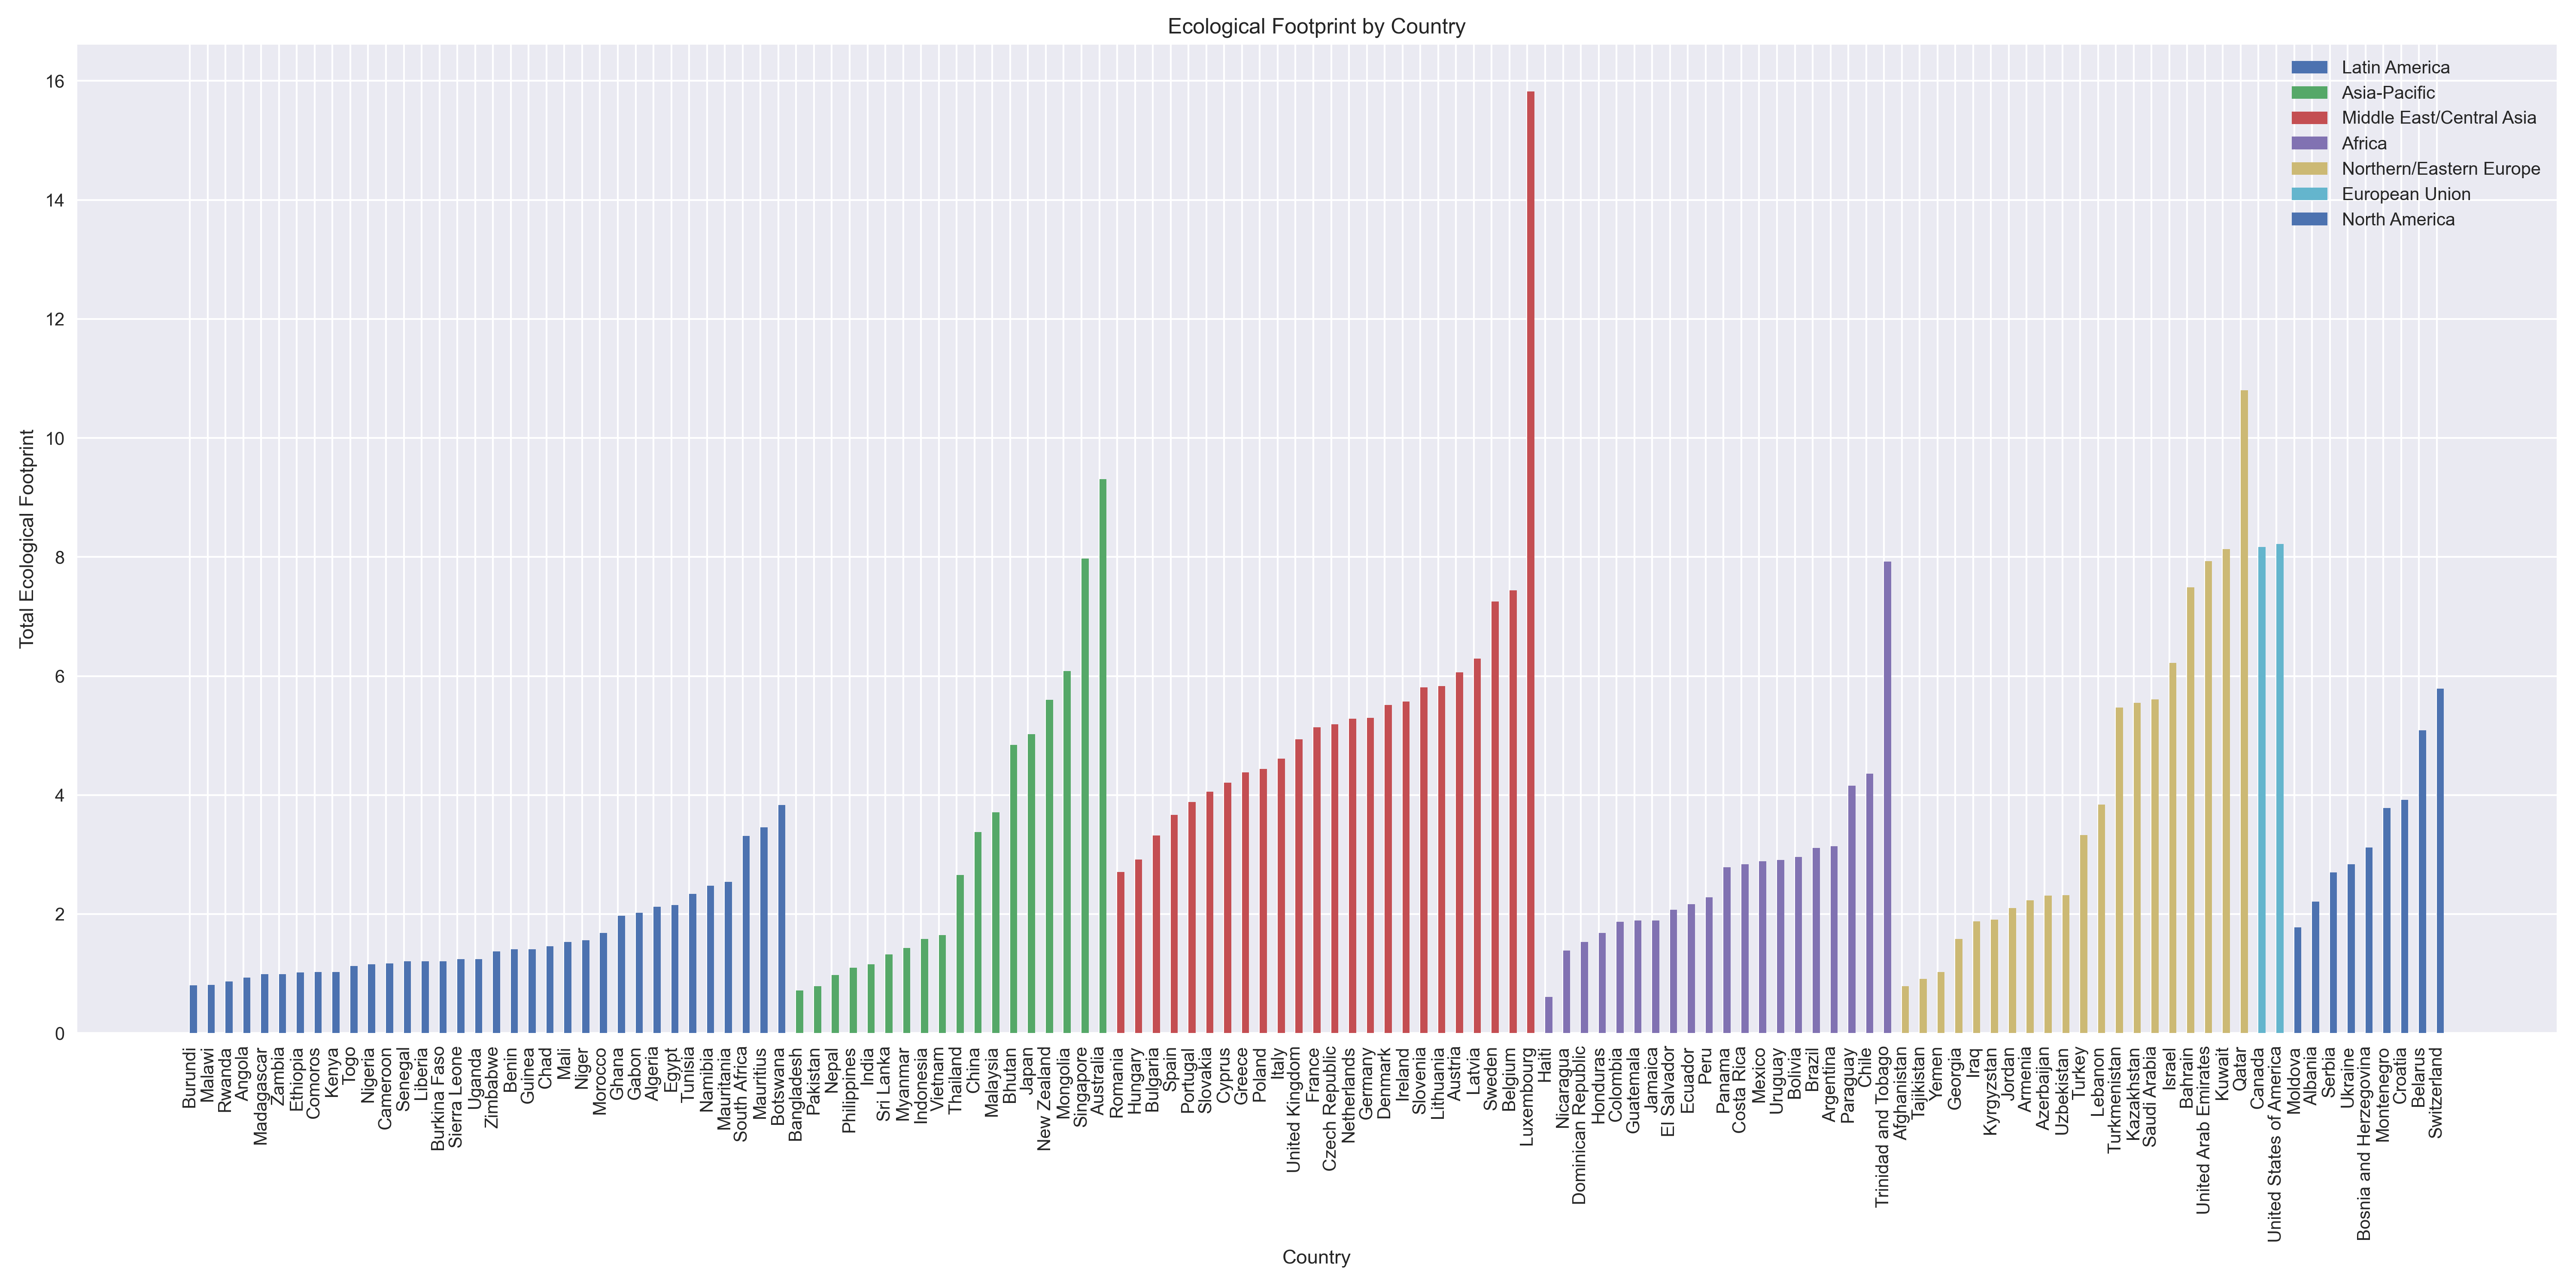 Ecological Footprint by Country
Latin America
Asia-Pacific
Middle East/Central Asia
Africa
Northern/Eastern Europe
European Union
North America
Total Ecological Footprint
16
14
12
10
8
6
4
2
0
Burundi
Malawi
Rwanda
Angola
Madagascar
Zambia
Ethiopia
Comoros
Kenya
Togo
Nigeria
Cameroon
Senegal
Liberia
Burkina Faso
Sierra Leone
Uganda
Zimbabwe
Benin
Guinea
Chad
Mali
Niger
Morocco
Ghana
Gabon
Algeria
Egypt
Tunisia
Namibia
Mauritania
South Africa
Mauritius
Botswana
Bangladesh
Pakistan
Nepal
Philippines
India
Sri Lanka
Myanmar
Indonesia
Vietnam
Thailand
China
Malaysia
Bhutan
Japan
New Zealand
Mongolia
Singapore
Australia
Romania
Hungary
Bulgaria
Spain
Portugal
Slovakia
Cyprus
Greece
Poland
Italy
United Kingdom
France
Czech Republic
Netherlands
Germany
Denmark
Ireland
Slovenia
Lithuania
Austria
Latvia
Sweden
Belgium
Luxembourg
Haiti
Nicaragua
Dominican Republic
Honduras
Colombia
Guatemala
Jamaica
El Salvador
Ecuador
Peru
Panama
Costa Rica
Mexico
Uruguay
Bolivia
Brazil
Argentina
Paraguay
Chile
Trinidad and Tobago
Afghanistan
Tajikistan
Yemen
Georgia
Iraq
Kyrgyzstan
Jordan
Armenia
Azerbaijan
Uzbekistan
Turkey
Lebanon
Turkmenistan
Kazakhstan
Saudi Arabia
Israel
Bahrain
United Arab Emirates
Kuwait
Qatar
Canada
United States of America
Moldova
Albania
Serbia
Ukraine
Bosnia and Herzegovina
Montenegro
Croatia
Belarus
Switzerland
Country